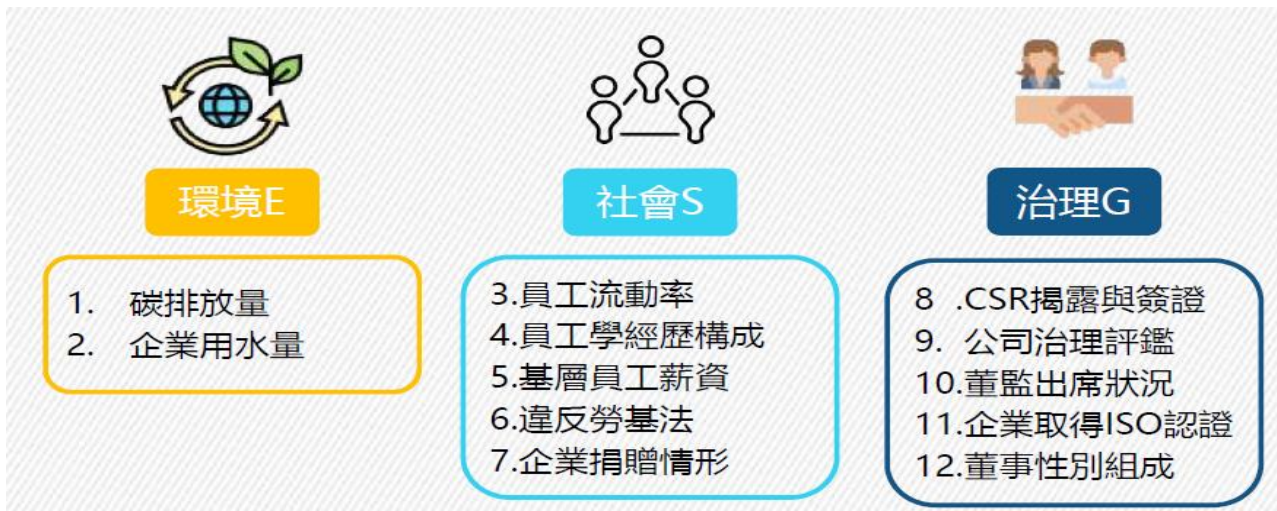 環境E
1. 碳排放量
2. 企業用水量
社會S
3.員工流動率
4.員工學經歷構成
5.基層員工薪資
6.違反勞基法
7.企業捐贈情形
治理G
8 .CSR揭露與簽證
9. 公司治理評鑑
10.董監出席狀況
11.企業取得ISO認證
12.董事性別組成